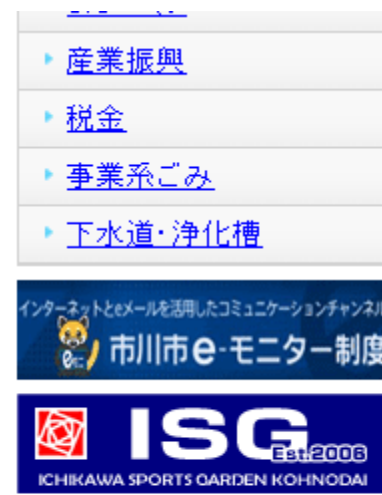 産業振興
税金
事業系ごみ
下水道・浄化槽
インターネットとeメールを活用したコミュニケーションチャンネル
市川市e-モニター制度
ISG
Est.2006
ICHIKAWA SPORTS GARDEN KOHNODAI